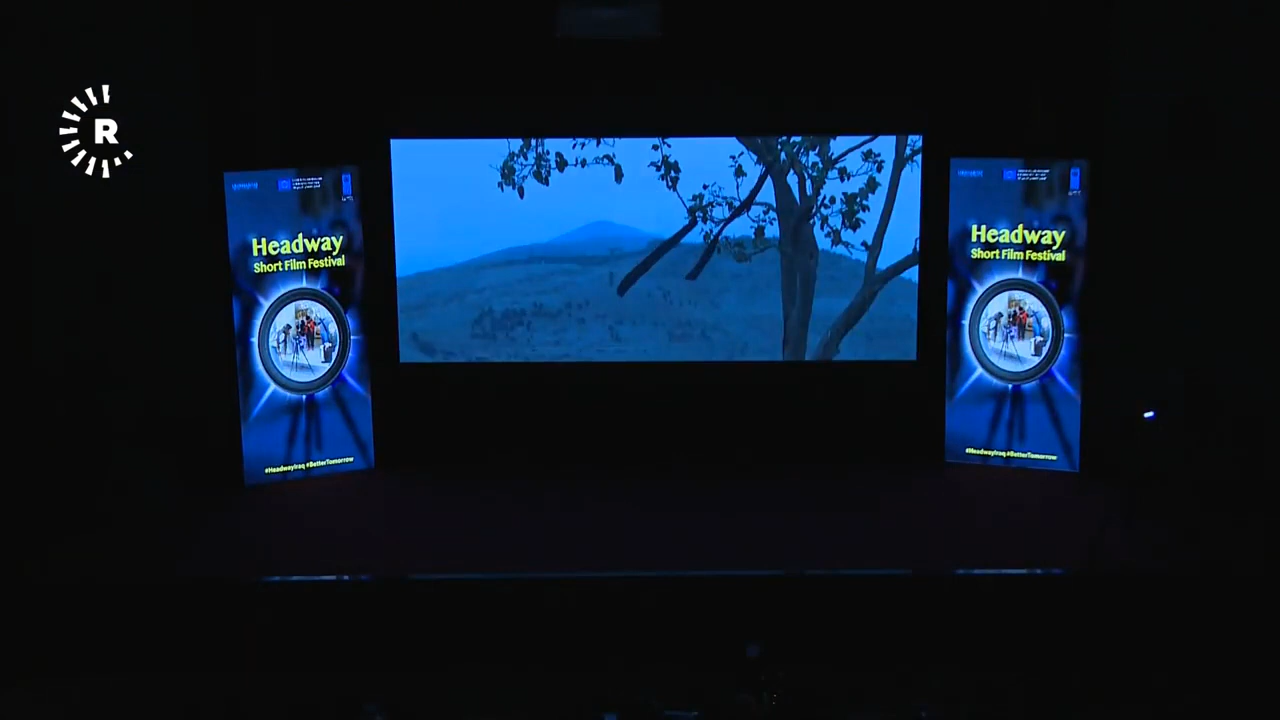 R
Headway
Short Film Festival
#HeadwayIraq #BetterTomorrow
Headway
Short Film Festival
#HeadwayIraq #BetterTomorrow